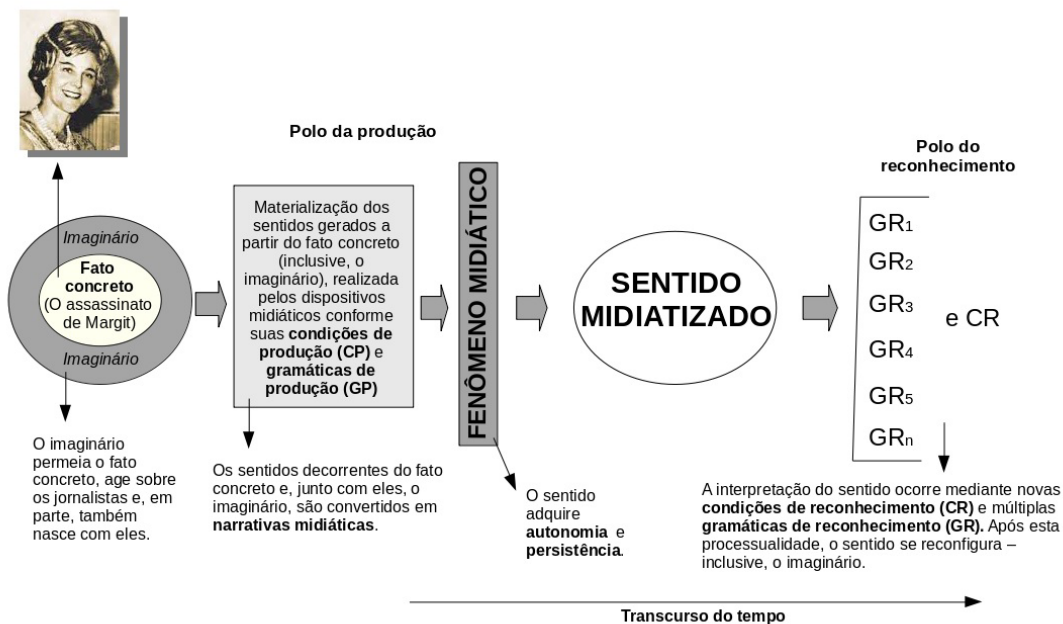 Polo da produção
Polo do
reconhecimento
Imaginário
Fato
concreto
(O assassinato
de Margit)
Imaginário
Materialização dos
sentidos gerados a
partir do fato concreto
(inclusive, o
imaginário), realizada
pelos dispositivos
midiáticos conforme
suas condições de
produção (CP) e
gramáticas de
produção (GP)
FENÔMENO MIDIÁTICO
SENTIDO
MIDIATIZADO
GR1
GR2
GR3
GR4
GR5
GRn
e CR
O imaginário
permeia o fato
concreto, age sobre
os jornalistas e, em
parte, também
nasce com eles.
Os sentidos decorrentes do fato
concreto e, junto com eles, o
imaginário, são convertidos em
narrativas midiáticas.
O sentido
adquire
autonomia e
persistência.
A interpretação do sentido ocorre mediante novas
condições de reconhecimento (CR) e múltiplas
gramáticas de reconhecimento (GR). Após esta
processualidade, o sentido se reconfigura –
inclusive, o imaginário.
Transcurso do tempo